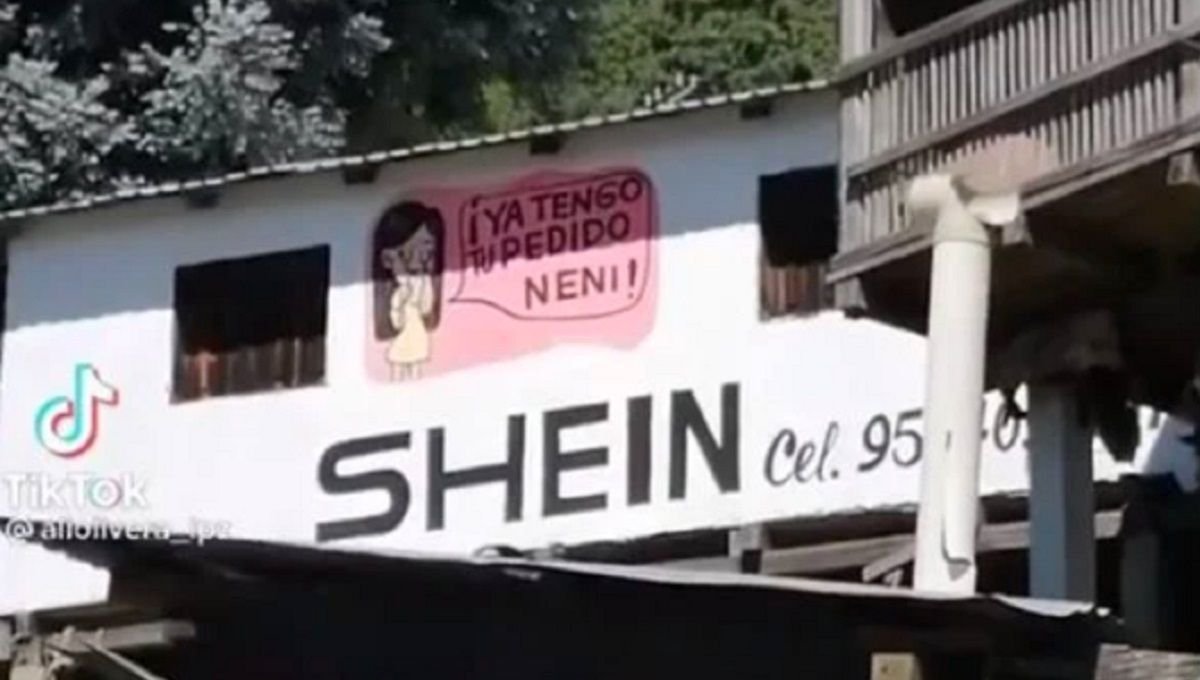 ¡YA TENGO
TU PEDIDO
NENI!
SHEIN
Cel. 95
TikTok